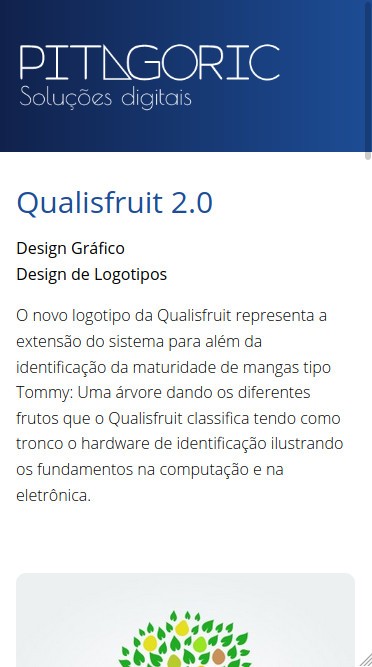 PITAGORIC
Soluções digitais
Qualisfruit 2.0
Design Gráfico
Design de Logotipos
O novo logotipo da Qualisfruit representa a
extensão do sistema para além da
identificação da maturidade de mangas tipo
Tommy: Uma árvore dando os diferentes
frutos que o Qualisfruit classifica tendo como
tronco o hardware de identificação ilustrando
os fundamentos na computação e na
eletrônica.